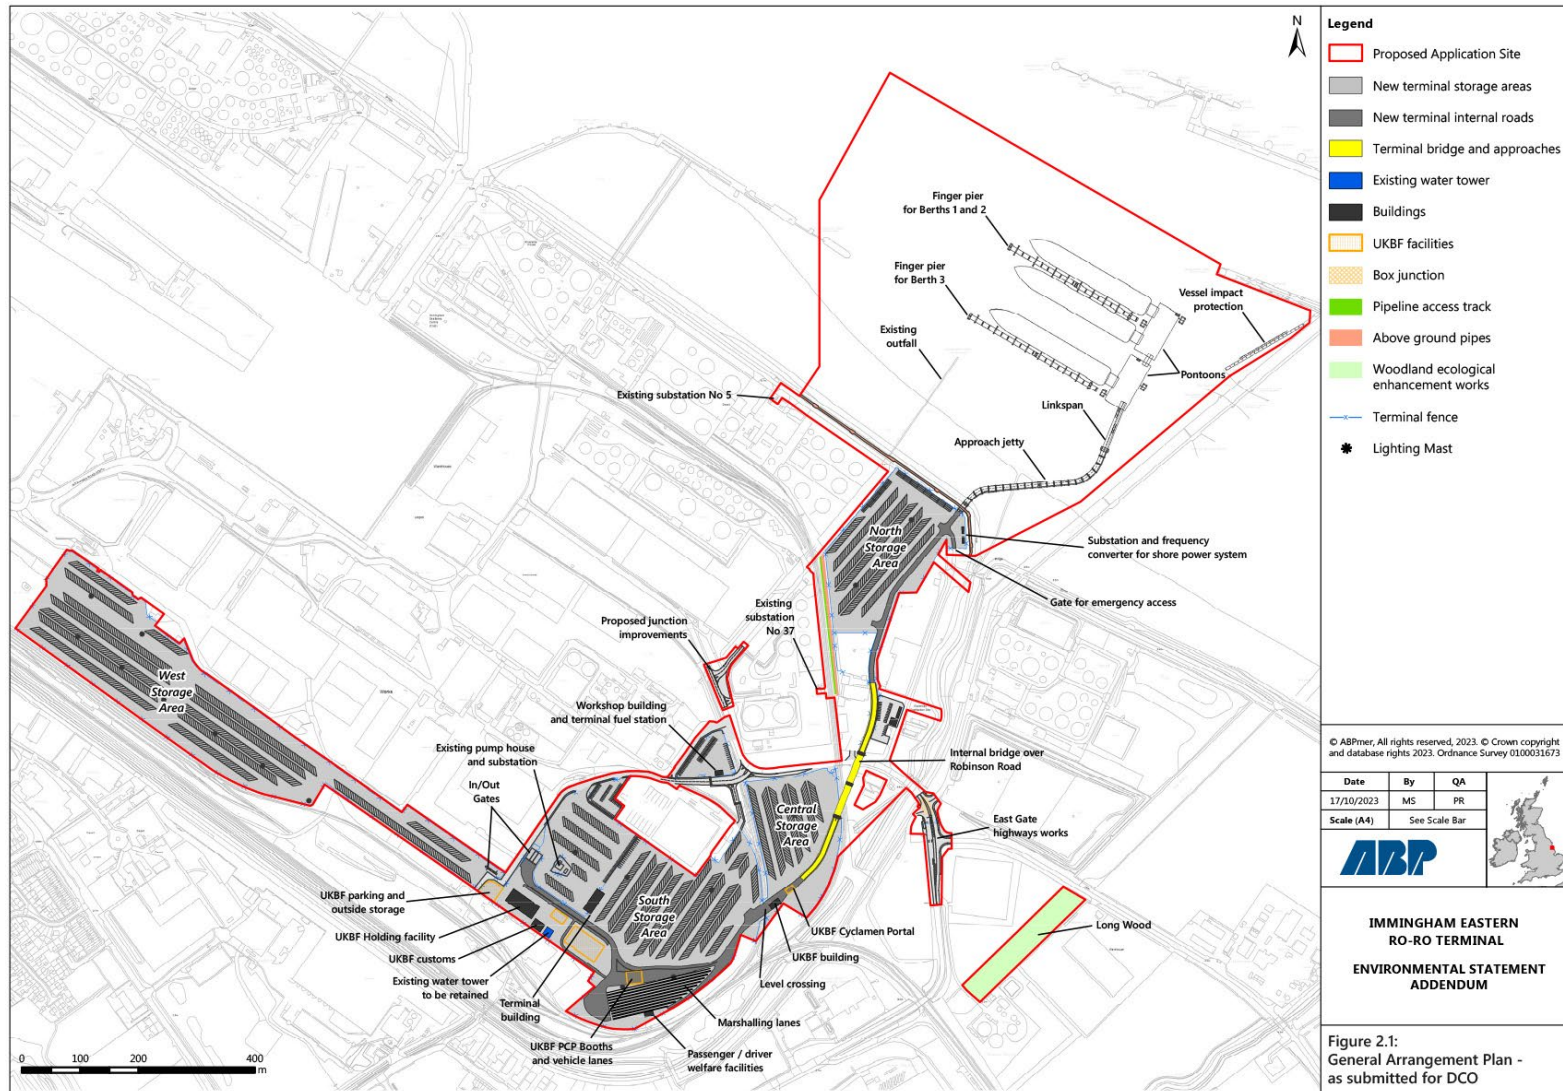 N
Finger pier
for Berths 1 and 2
Finger pier
for Berth 3
Vessel impact
protection
Existing
outfall
Pontoons
Existing substation No 5
Linkspan
Approach jetty
North
Storage
Area
Substation and frequency
converter for shore power system
Gate for emergency access
Existing
substation
No 37
Proposed junction
improvements
West
Storage
Area
Workshop building
and terminal fuel station
Existing pump house
and substation
In/Out
Gates
Internal bridge over
Robinson Road
Central
Storage
Area
East Gate
highways works
South
Storage
Area
UKBF parking and
outside storage
UKBF Holding facility
UKBF customs
Existing water tower
to be retained
Terminal
building
UKBF PCP Booths
and vehicle lanes
Passenger / driver
welfare facilities
Marshalling lanes
Level crossing
UKBF building
UKBF Cyclamen Portal
Long Wood
0 100 200 400
m
Legend
Proposed Application Site
New terminal storage areas
New terminal internal roads
Terminal bridge and approaches
Existing water tower
Buildings
UKBF facilities
Box junction
Pipeline access track
Above ground pipes
Woodland ecological
enhancement works
Terminal fence
Lighting Mast
© ABPmer, All rights reserved, 2023. © Crown copyright
and database rights 2023. Ordnance Survey 0100031673
Date By QA
17/10/2023 MS PR
Scale (A4) See Scale Bar
ABP
IMMINGHAM EASTERN
RO-RO TERMINAL
ENVIRONMENTAL STATEMENT
ADDENDUM
Figure 2.1:
General Arrangement Plan -
as submitted for DCO